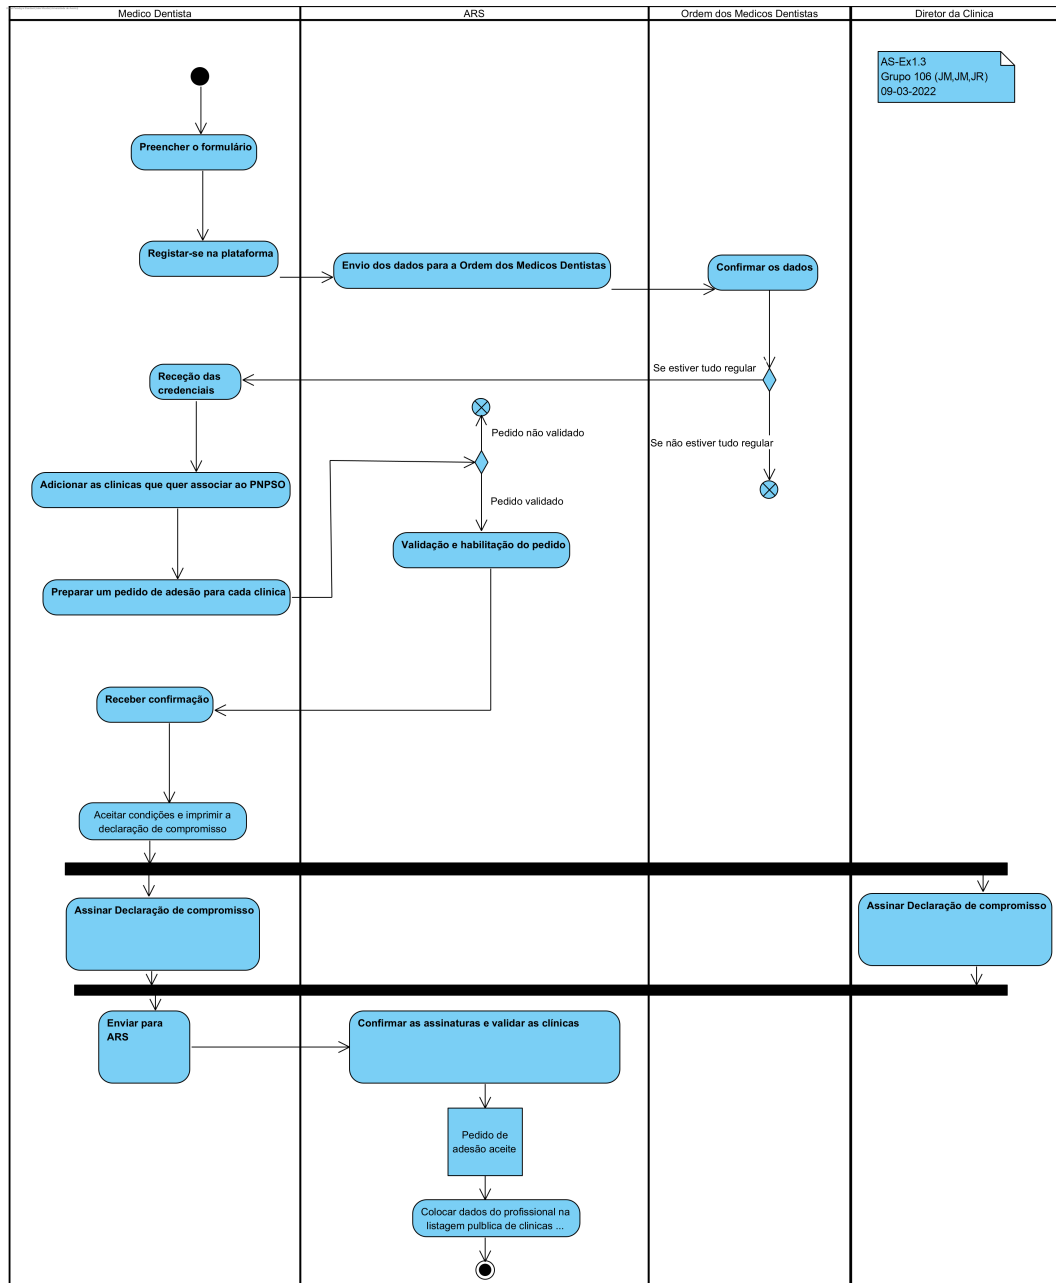 Medico Dentista
ARS
Ordem dos Medicos Dentistas
Diretor da Clinica
AS-Ex1.3
Grupo 106 (JM,JM,JR)
09-03-2022
Preencher o formulário
Registar-se na plataforma
Envio dos dados para a Ordem dos Medicos Dentistas
Confirmar os dados
Se estiver tudo regular
Receção das
credenciais
Pedido não validado
Se não estiver tudo regular
Adicionar as clinicas que quer associar ao PNPSO
Pedido validado
Validação e habilitação do pedido
Preparar um pedido de adesão para cada clinica
Receber confirmação
Aceitar condições e imprimir a
declaração de compromisso
Assinar Declaração de compromisso
Assinar Declaração de compromisso
Enviar para
ARS
Confirmar as assinaturas e validar as clínicas
Pedido de
adesão aceite
Colocar dados do profissional na
listagem pulblica de clinicas ...